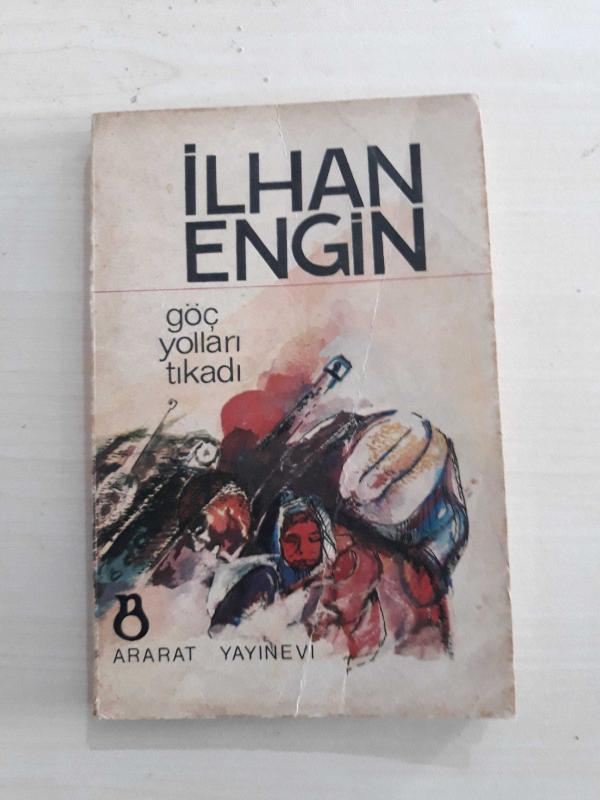 İLHAN
ENGİN
göç
yolları
tıkadı
ARARAT YAYINEVİ